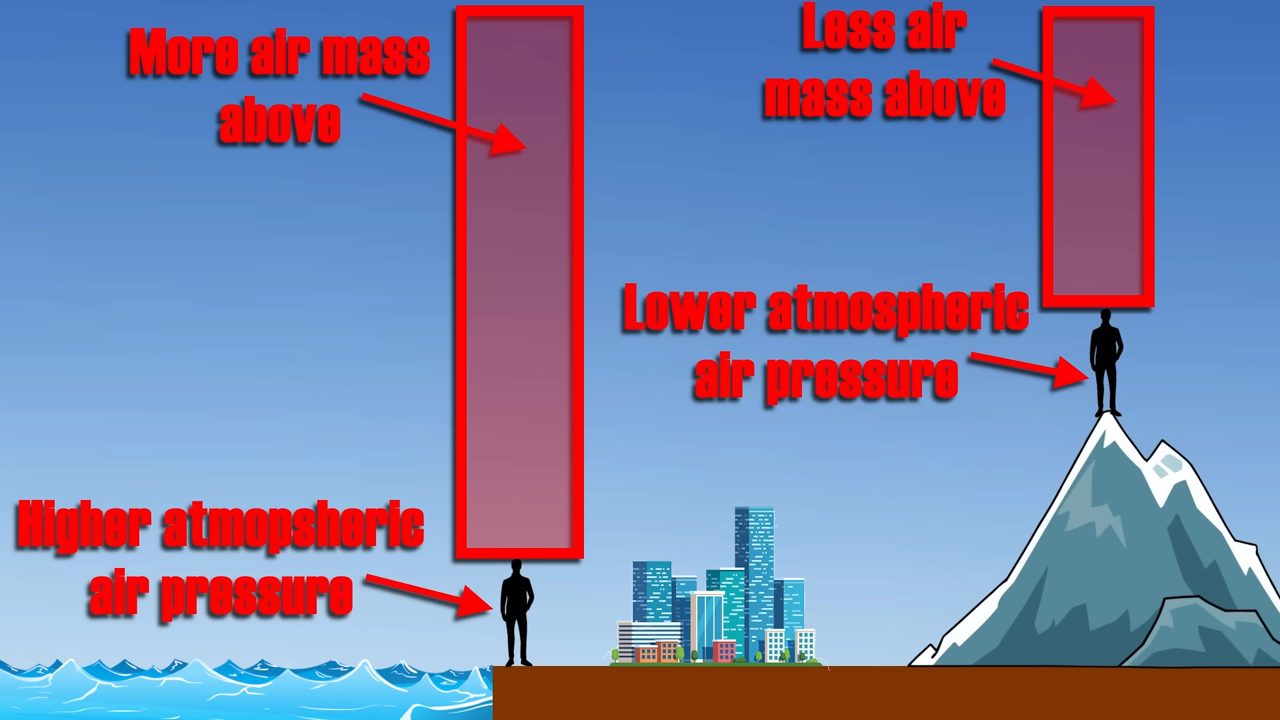 More air mass
above
Less air
mass above
Lower atmospheric
air pressure
Higher atmopsheric
air pressure